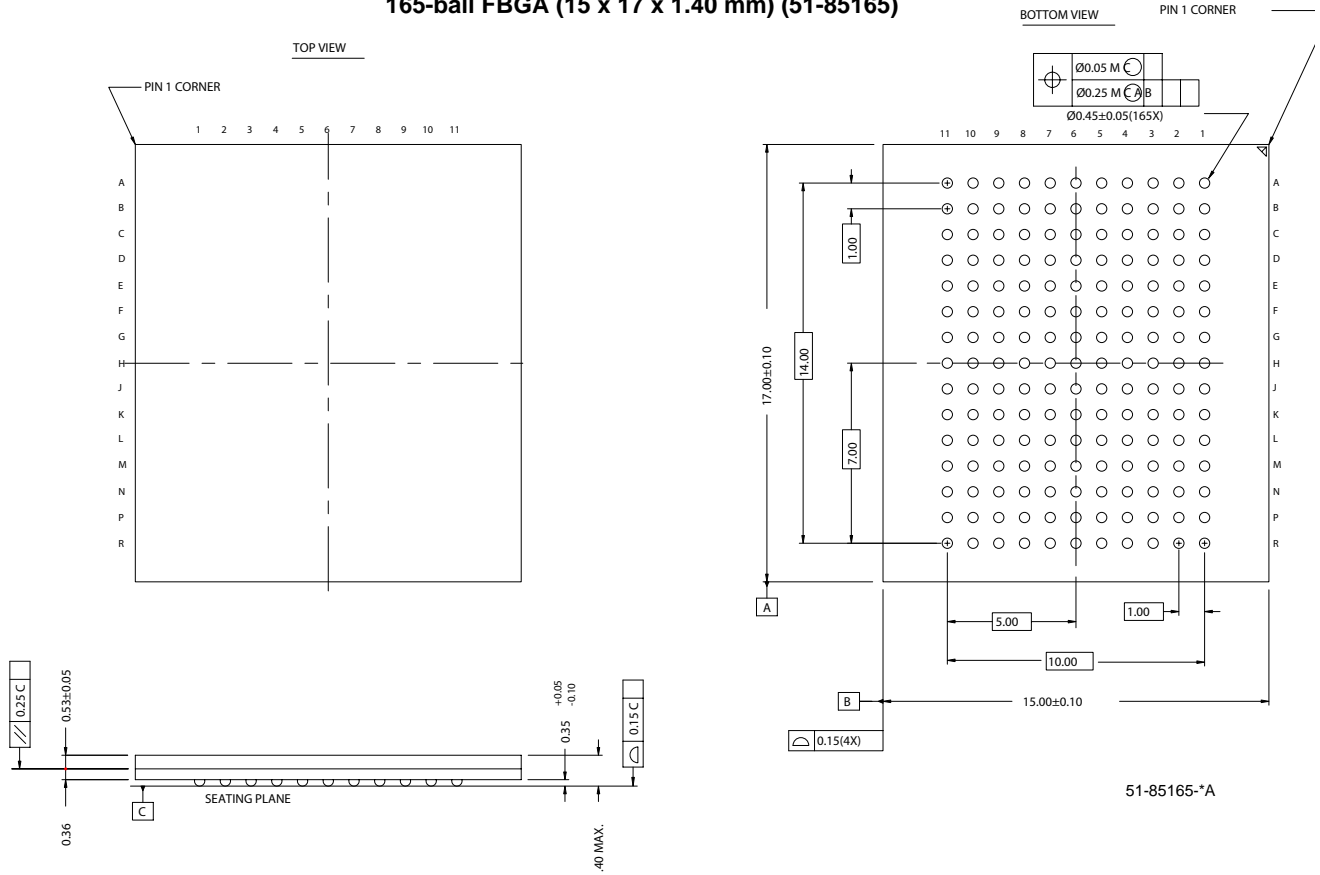 165-ball FBGA (15 x 17 x 1.40 mm) (51-85165)
TOP VIEW
PIN 1 CORNER
1 2 3 4 5 6 7 8 9 10 11
A
B
C
D
E
F
G
H
J
K
L
M
N
P
R
BOTTOM VIEW
PIN 1 CORNER
Ø0.05 M C
Ø0.25 M C A B
Ø0.45±0.05(165X)
11 10 9 8 7 6 5 4 3 2 1
A
B
C
D
E
F
G
H
J
K
L
M
N
P
R
1.00
14.00
17.00±0.10
7.00
A
5.00
1.00
10.00
B
15.00±0.10
0.15(4X)
0.25 C
0.53±0.05
0.36
C
SEATING PLANE
0.35 +0.05 -0.10
0.15 C
.40 MAX.
51-85165-*A